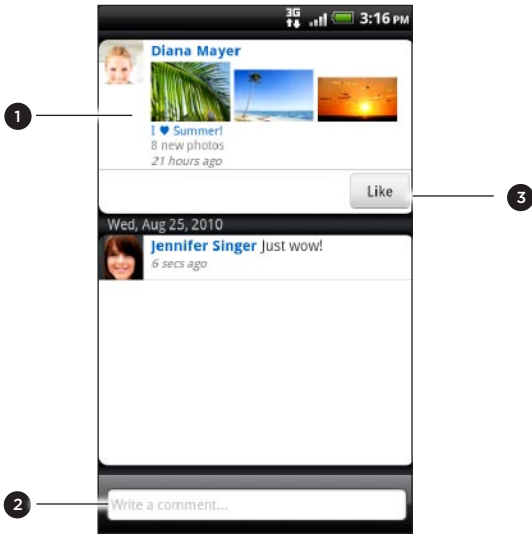 3G 3:16 PM
Diana Mayer
1
I ♥ Summer!
8 new photos
21 hours ago
Like
3
Wed, Aug 25, 2010
Jennifer Singer Just wow!
6 secs ago
2
Write a comment...